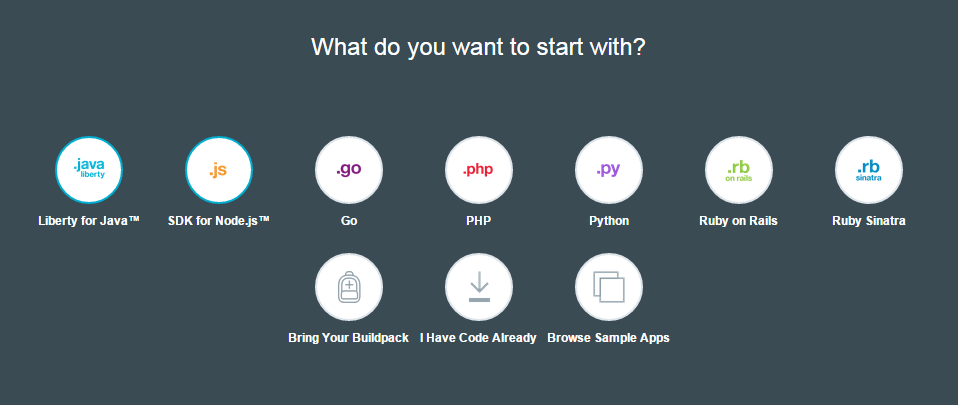 What do you want to start with?
.java
liberty
.js
.go
.php
.py
.rb
on rails
.rb
sinatra
Liberty for Java™
SDK for Node.js™
Go
PHP
Python
Ruby on Rails
Ruby Sinatra
Bring Your Buildpack
I Have Code Already
Browse Sample Apps